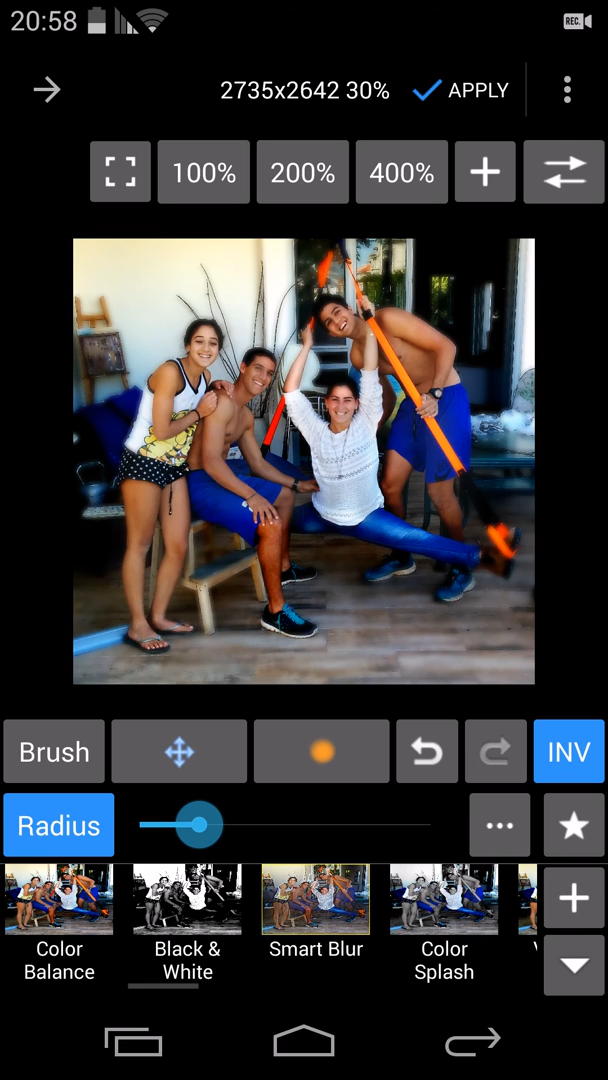 20:58
REC.
2735x2642 30%
APPLY
100%
200%
400%
Brush
INV
Radius
Color
Balance
Black &
White
Smart Blur
Color
Splash